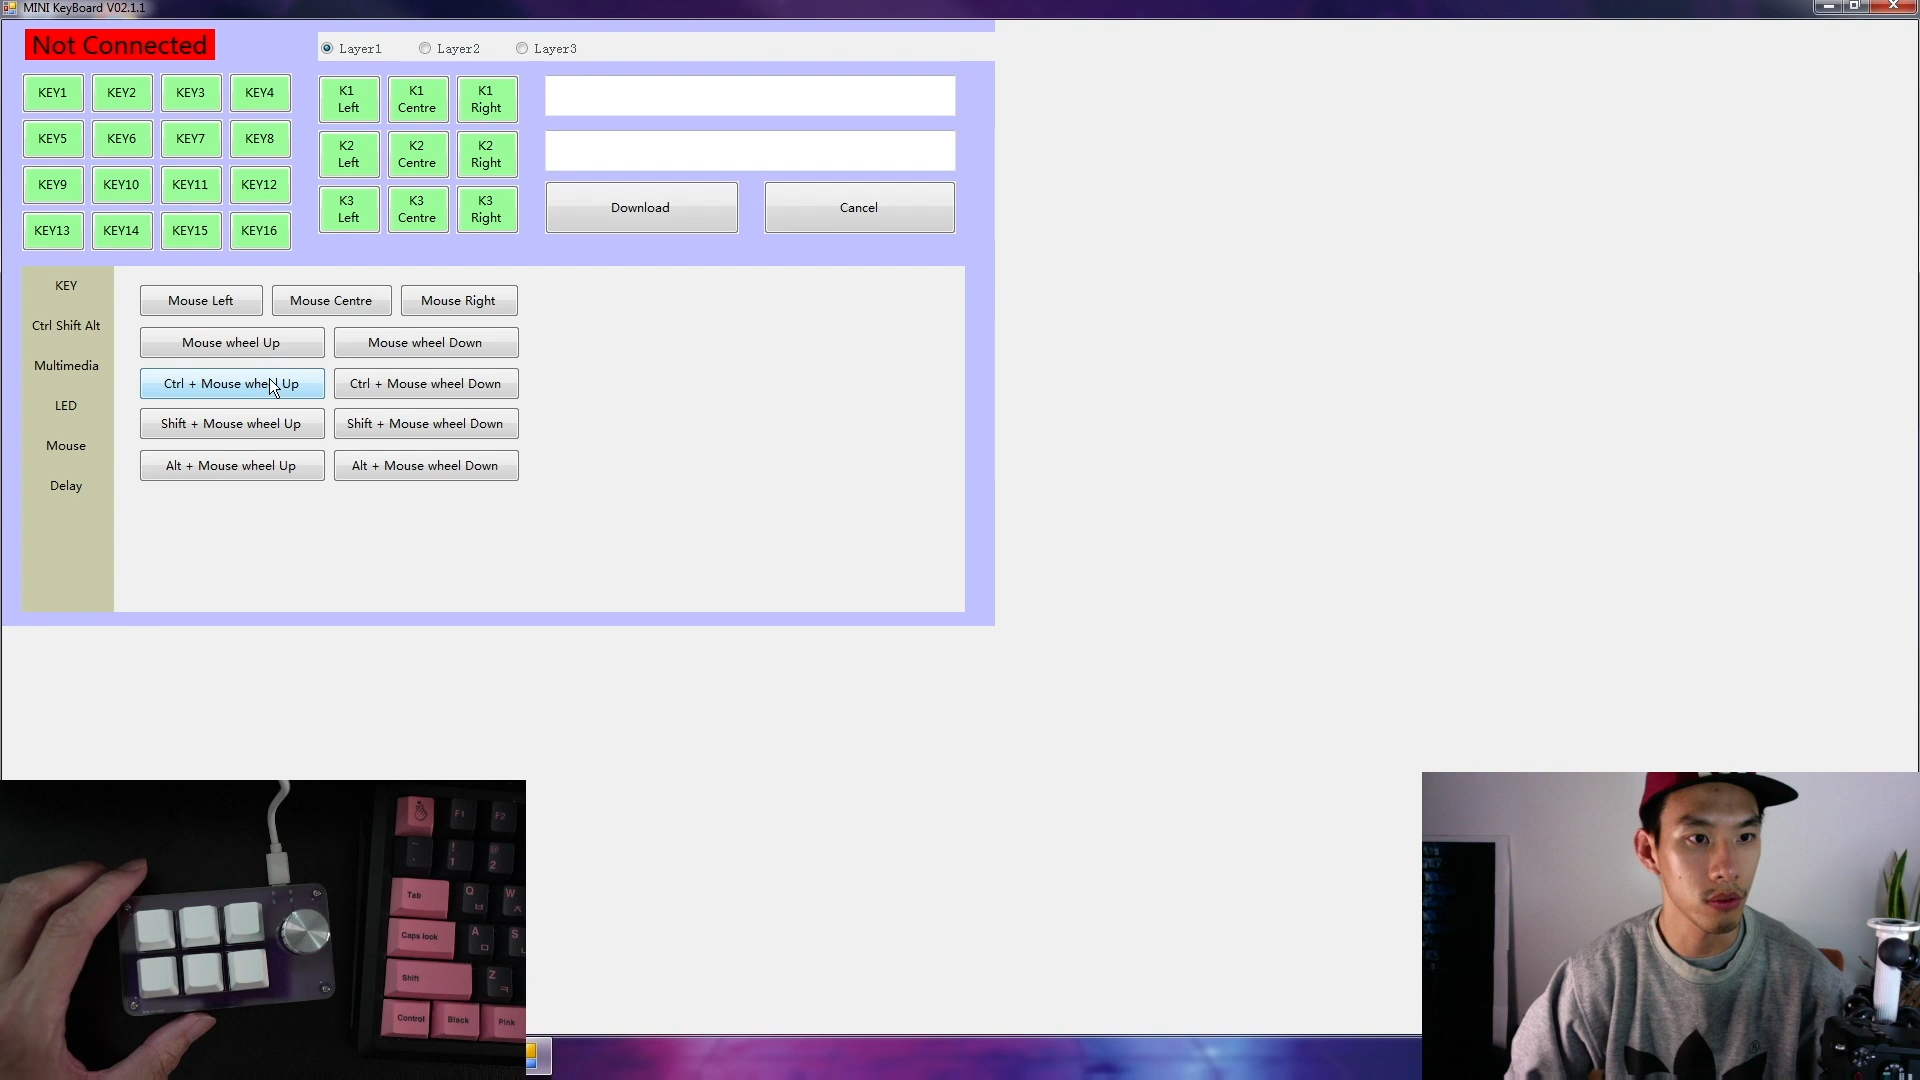 MINI KeyBoard V02.1.1
Not Connected
Layer1 Layer2 Layer3
KEY1 KEY2 KEY3 KEY4
KEY5 KEY6 KEY7 KEY8
KEY9 KEY10 KEY11 KEY12
KEY13 KEY14 KEY15 KEY16
K1 Left
K1 Centre
K1 Right
K2 Left
K2 Centre
K2 Right
K3 Left
K3 Centre
K3 Right
Download Cancel
KEY
Ctrl Shift Alt
Multimedia
LED
Mouse
Delay
Mouse Left Mouse Centre Mouse Right
Mouse wheel Up Mouse wheel Down
Ctrl + Mouse wheel Up Ctrl + Mouse wheel Down
Shift + Mouse wheel Up Shift + Mouse wheel Down
Alt + Mouse wheel Up Alt + Mouse wheel Down
F1 F2
! 1 @ 2
Tab Q W
Caps lock A S
Shift Z
Control Black Pink